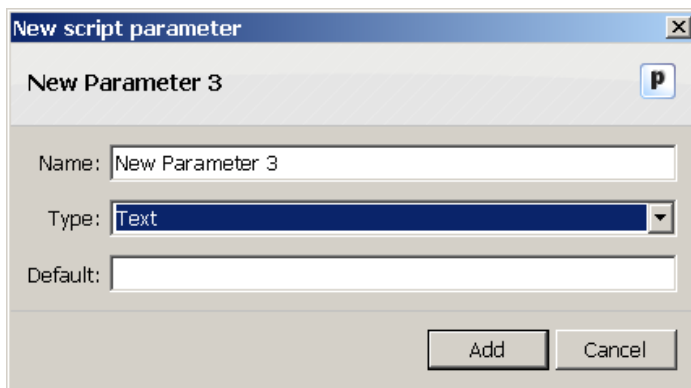 New script parameter
New Parameter 3
p
Name: New Parameter 3
Type: Text
Default:
Add Cancel